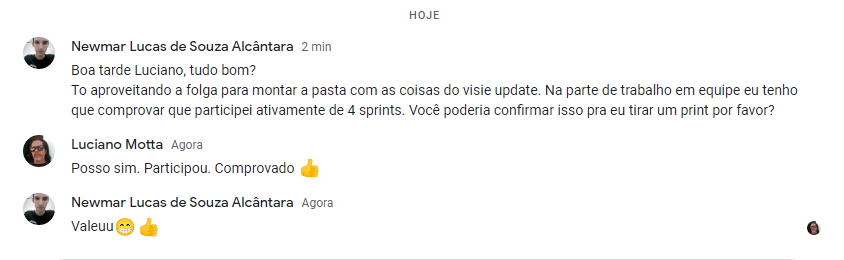 HOJE
Newmar Lucas de Souza Alcântara 2 min
Boa tarde Luciano, tudo bom?
To aproveitando a folga para montar a pasta com as coisas do visie update. Na parte de trabalho em equipe eu tenho
que comprovar que participei ativamente de 4 sprints. Você poderia confirmar isso pra eu tirar um print por favor?
Luciano Motta Agora
Posso sim. Participou. Comprovado 👍
Newmar Lucas de Souza Alcântara Agora
Valeuu😁👍